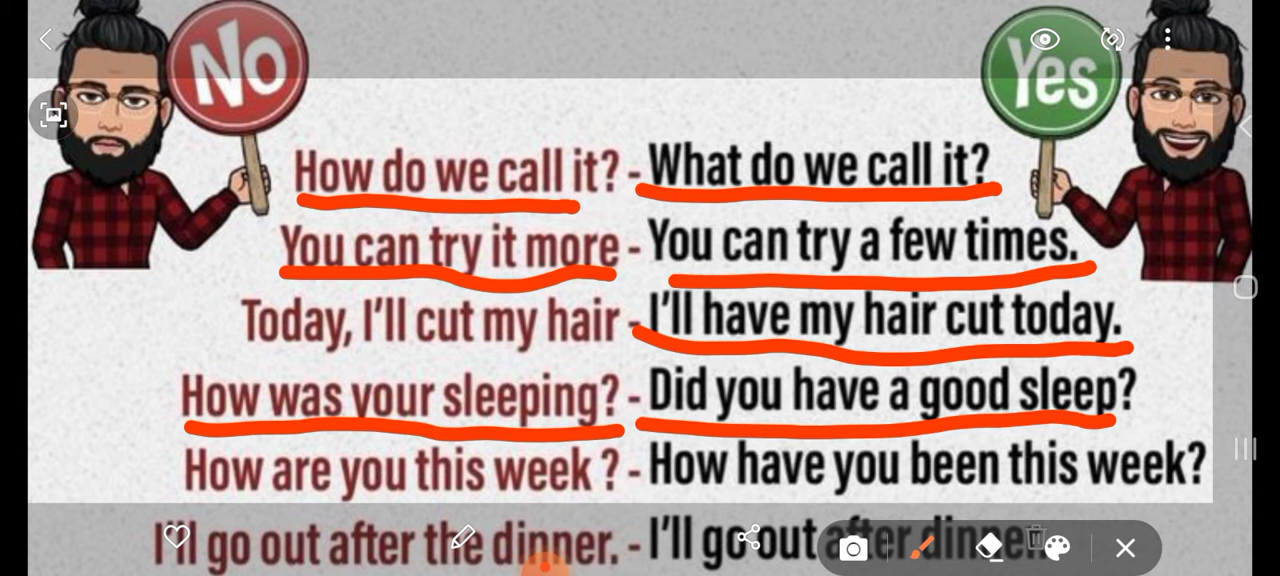 No
Yes
How do we call it? - What do we call it?
You can try it more - You can try a few times.
Today, I'll cut my hair - I'll have my hair cut today.
How was your sleeping? - Did you have a good sleep?
How are you this week ? - How have you been this week?
I'll go out after the dinner. - I'll go out after dinner.